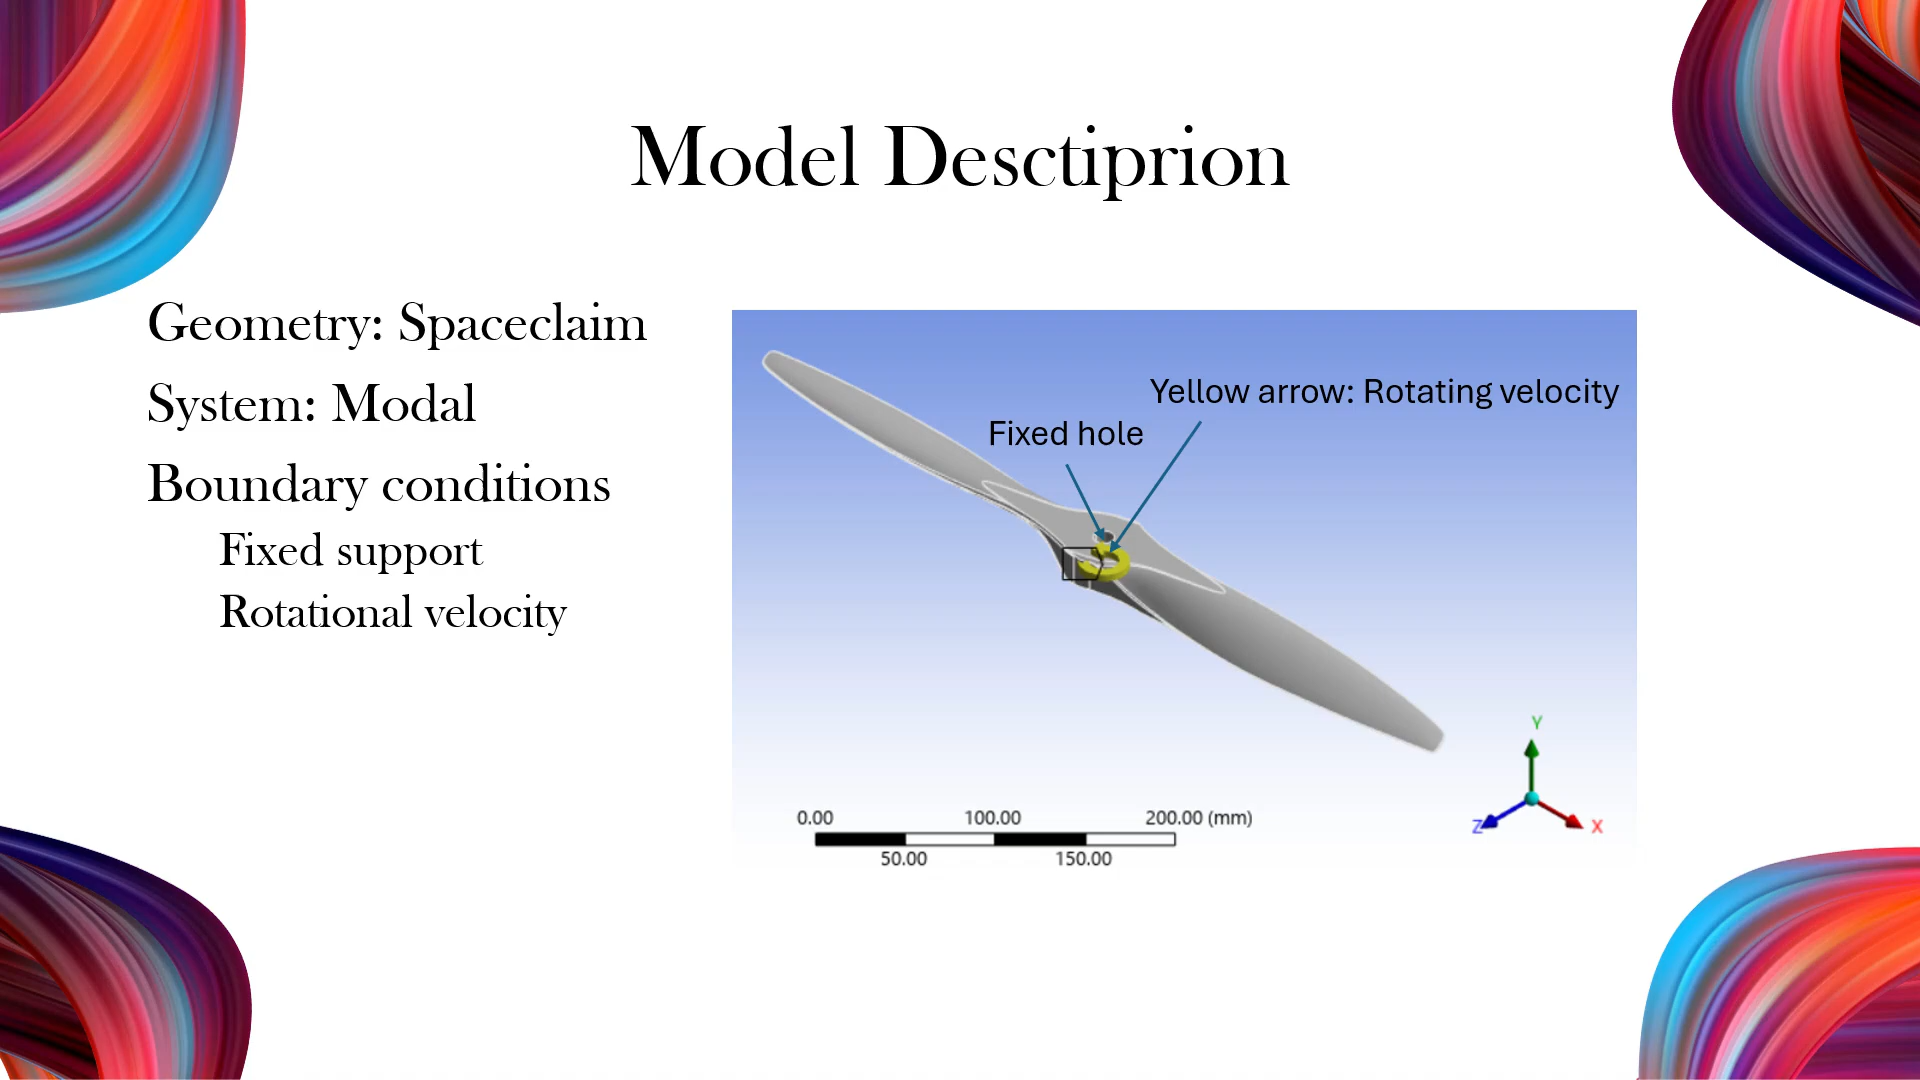 Model Desctiprion
Geometry: Spaceclaim
System: Modal
Boundary conditions
Fixed support
Rotational velocity
Yellow arrow: Rotating velocity
Fixed hole
Y
Z
X
0.00 100.00 200.00 (mm)
50.00 150.00